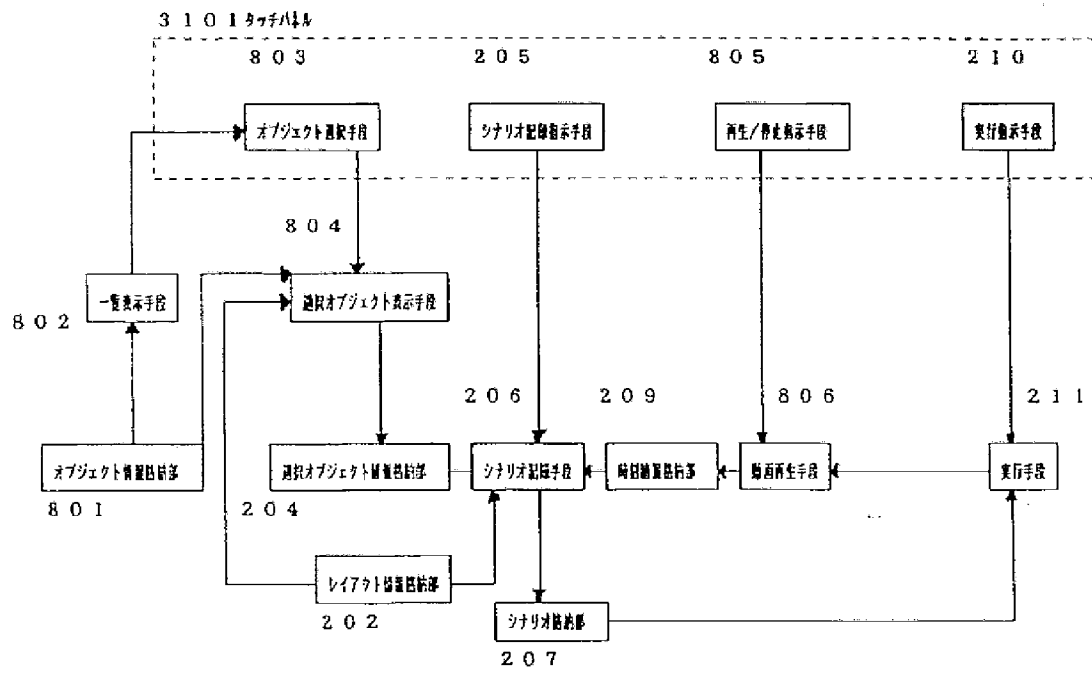 3101タッチパネル
803 205 805 210
オブジェクト選択手段 シナリオ記録指示手段 再生/停止指示手段 実行指示手段
804
一覧表示手段 選択オブジェクト表示手段
802
206 209 806 211
オブジェクト情報格納部 選択オブジェクト情報格納部 シナリオ記録手段 時刻情報格納部 動画再生手段 実行手段
801 204
レイアウト情報格納部
202 シナリオ格納部
207